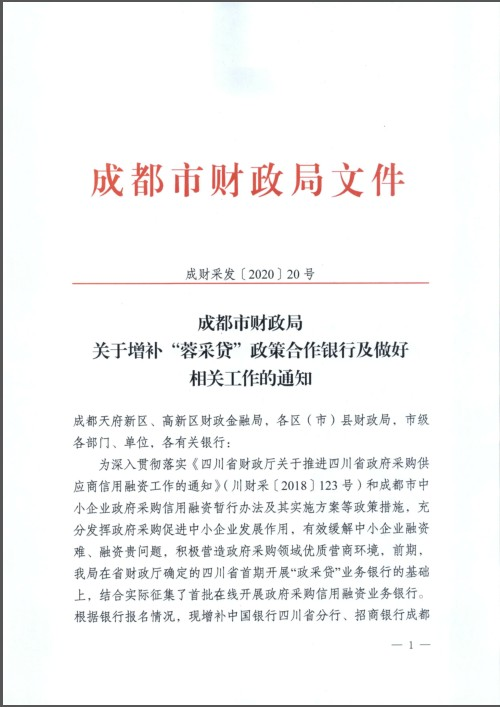 成都市财政局文件
成财采发〔2020〕20号
成都市财政局
关于增补“蓉采贷”政策合作银行及做好
相关工作的通知
成都天府新区、高新区财政金融局，各区（市）县财政局，市级
各部门、单位，各有关银行：
为深入贯彻落实《四川省财政厅关于推进四川省政府采购供
应商信用融资工作的通知》（川财采〔2018〕123号）和成都市中
小企业政府采购信用融资暂行办法及其实施方案等政策措施，充
分发挥政府采购促进中小企业发展作用，有效缓解中小企业融资
难、融资贵问题，积极营造政府采购领域优质营商环境，前期，
我局在省财政厅确定的四川省首期开展“政采贷”业务银行的基础
上，结合实际征集了首批在线开展政府采购信用融资业务银行。
根据银行报名情况，现增补中国银行四川省分行、招商银行成都
— 1 —